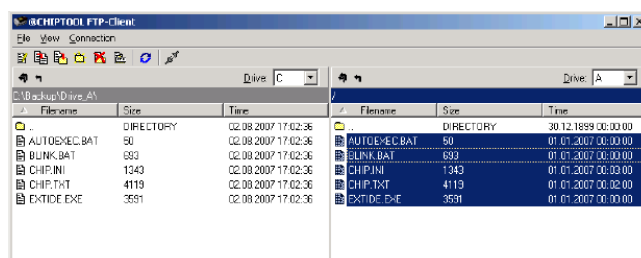 @CHIPTOOL FTP-Client
File View Connection
Drive: C
Drive: A
C:\Backup\Drive_A\
/
Filename Size Time Filename Size Time
.. DIRECTORY 02.08.2007 17:02:36 .. DIRECTORY 30.12.1899 00:00:00
AUTOEXEC.BAT 50 02.08.2007 17:02:36 AUTOEXEC.BAT 50 01.01.2007 00:00:00
BLINK.BAT 693 02.08.2007 17:02:36 BLINK.BAT 693 01.01.2007 00:00:00
CHIP.INI 1343 02.08.2007 17:02:36 CHIP.INI 1343 01.01.2007 00:03:00
CHIP.TXT 4119 02.08.2007 17:02:36 CHIP.TXT 4119 01.01.2007 00:02:00
EXTIDE.EXE 3591 02.08.2007 17:02:36 EXTIDE.EXE 3591 01.01.2007 00:00:00